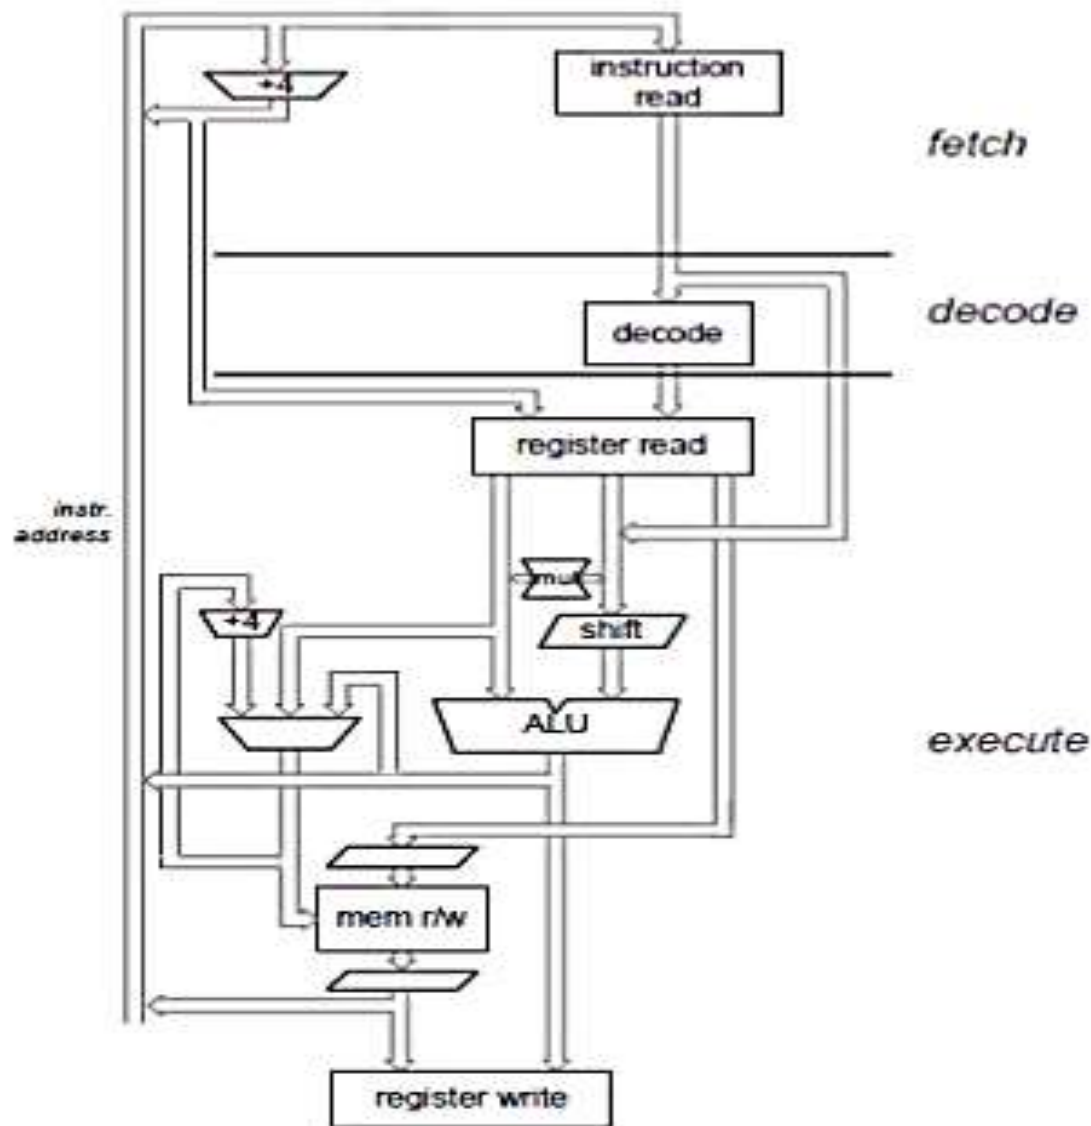 +4
instruction
read
fetch
decode
decode
register read
instr.
address
mul
+4
shift
ALU
execute
mem r/w
register write